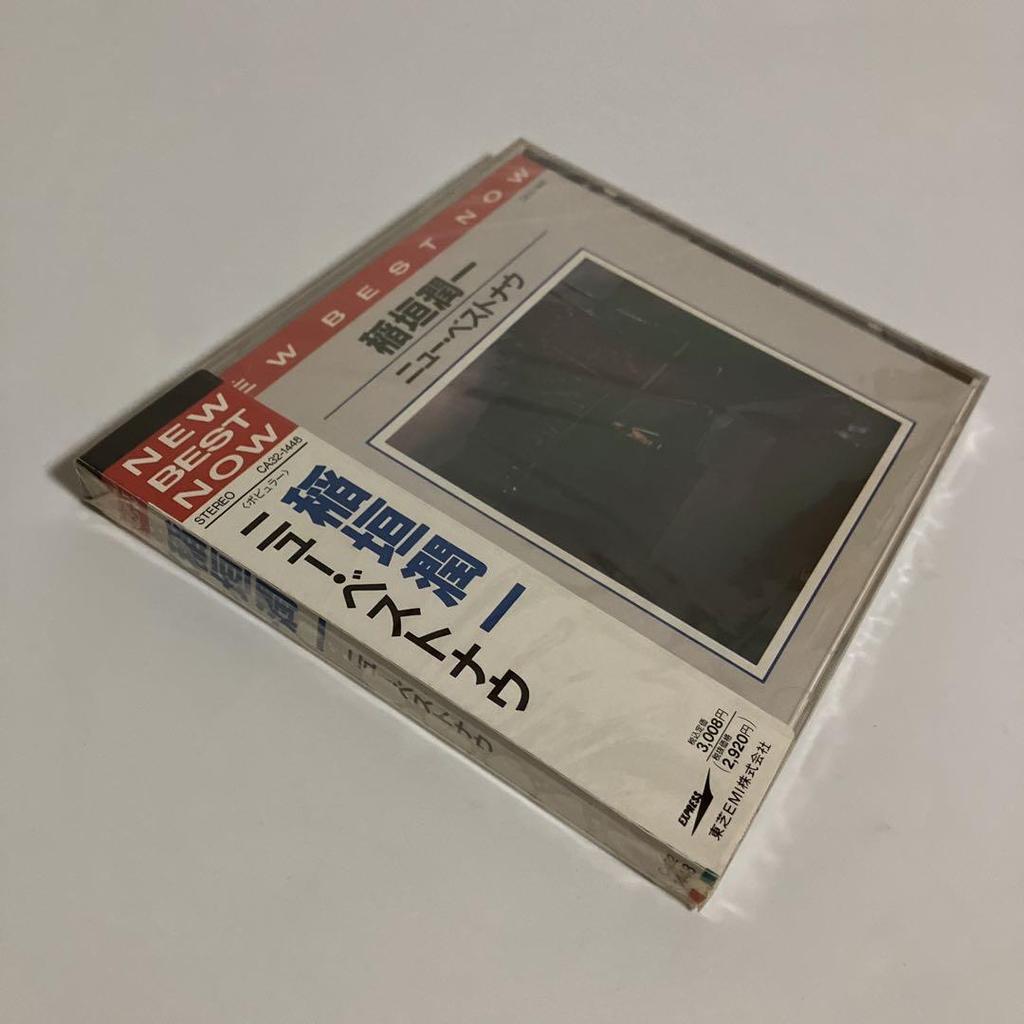 NEW BEST NOW
稲垣潤一
ニュー・ベストナウ
NEW
BEST
NOW
STEREO CA32-1448
〈ポピュラー〉
稲垣潤一
ニュー・ベストナウ
税込定価
3,008円
税抜価格
(2,920円)
EXPRESS
東芝EMI株式会社
稲垣潤一
ニュー・ベストナウ